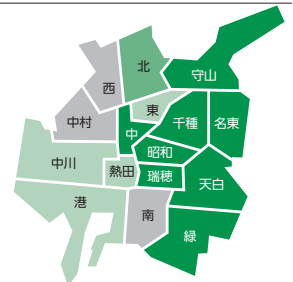 北
守山
西
東
中村
中
千種
名東
昭和
中川
熱田
瑞穂
天白
港
南
緑